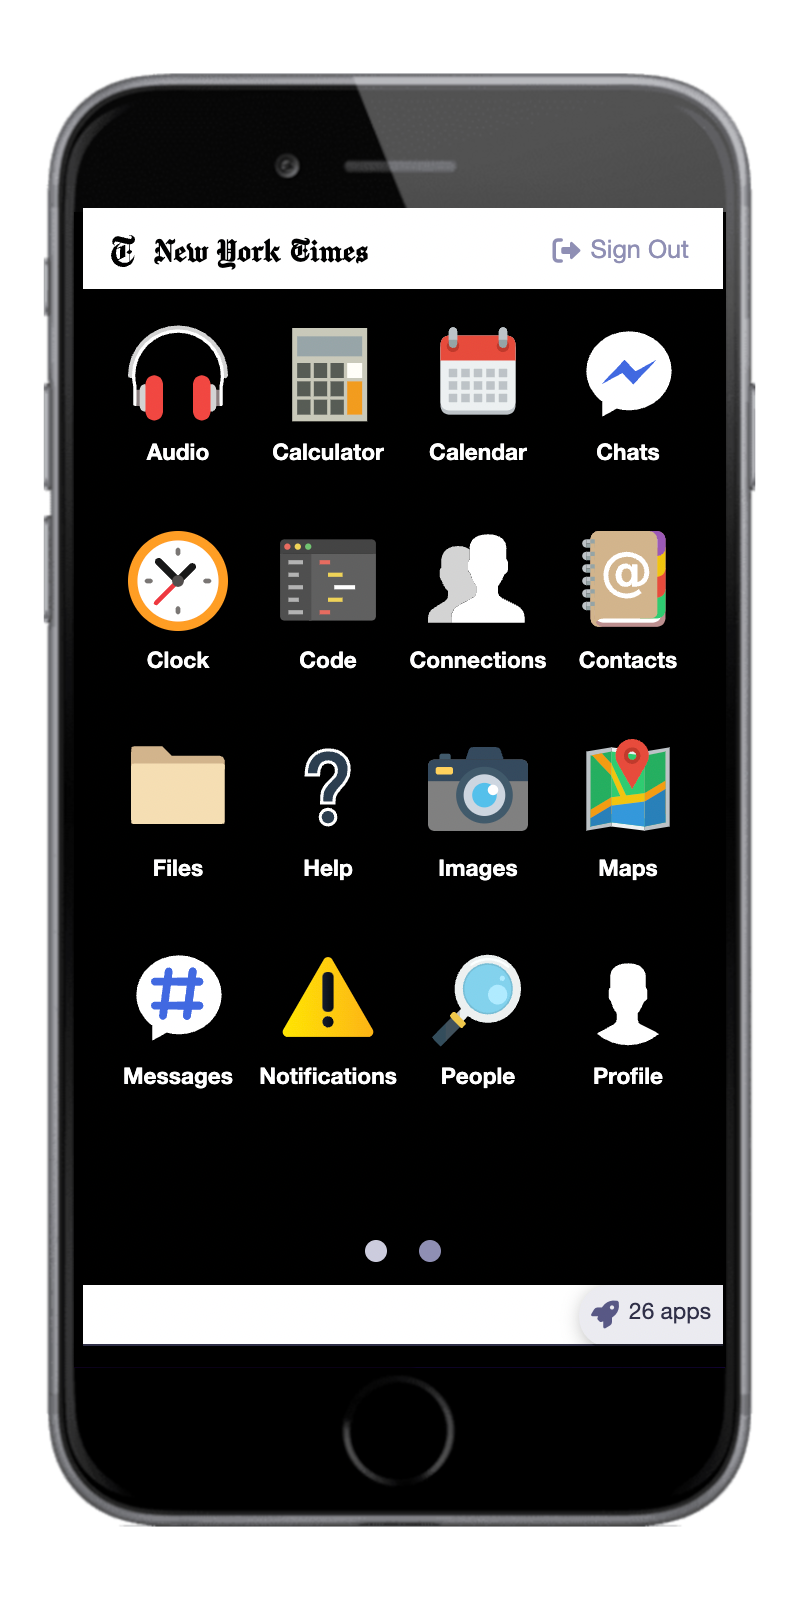 T New York Times Sign Out
Audio Calculator Calendar Chats
@
Clock Code Connections Contacts
?
Files Help Images Maps
# !
Messages Notifications People Profile
26 apps